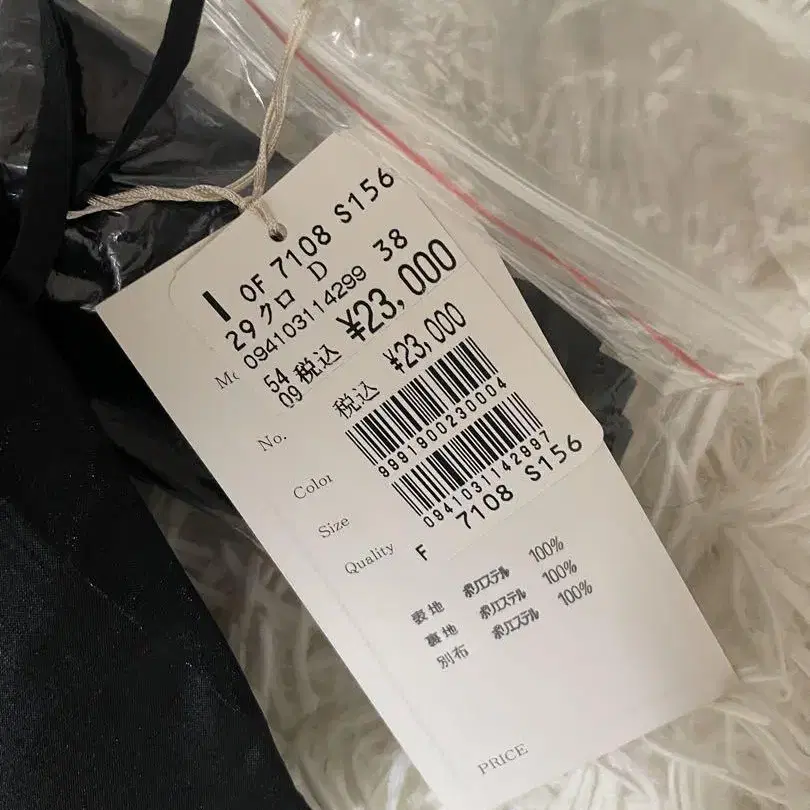 I OF 7108 S156
29 クロ D 38
094103114299
54 税込 ¥23,000
09
税込 ¥23,000
No.
9991900230004
Color
0941031142997
Size
7108 S156
Quality F
表地 ポリエステル 100%
裏地 ポリエステル 100%
別布 ポリエステル 100%
PRICE